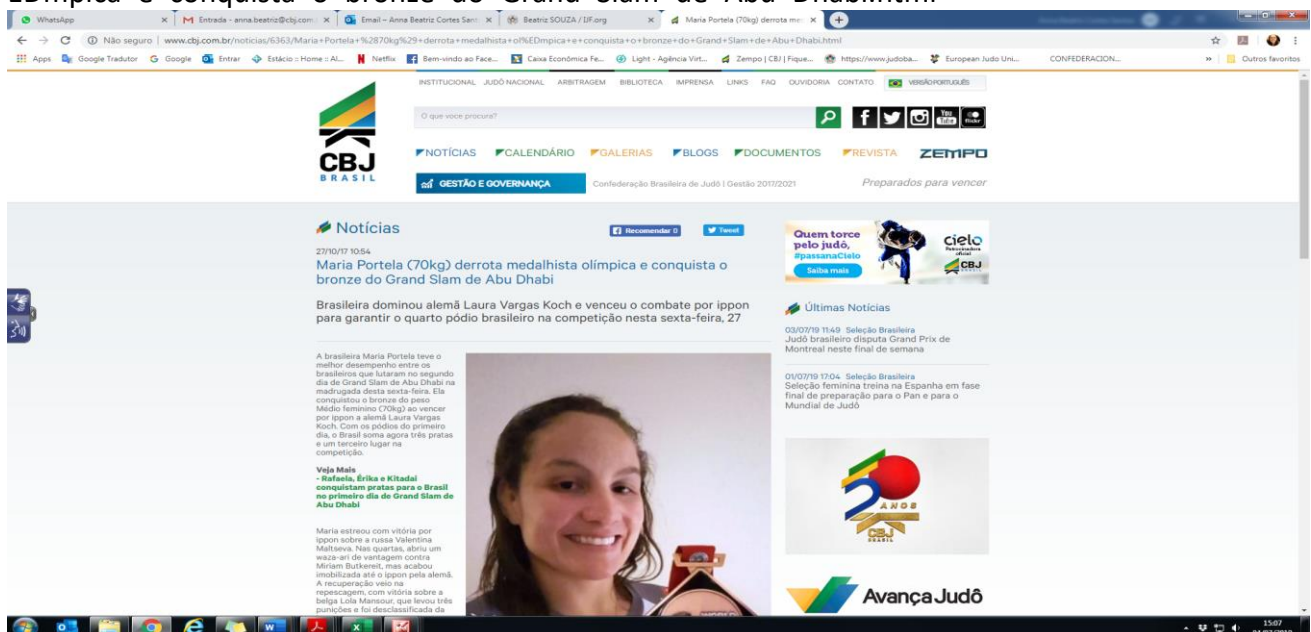 WhatsApp
Entrada - anna.beatriz@cbj.com
Email – Anna Beatriz Cortes Sant
Beatriz SOUZA / IJF.org
Maria Portela (70kg) derrota me
Não seguro | www.cbj.com.br/noticias/6363/Maria+Portela+%2870kg%29+derrota+medalhista+ol%EDmpica+e+conquista+o+bronze+do+Grand+Slam+de+Abu+Dhabi.html
Apps Google Tradutor Google Entrar Estácio :: Home :: Al... Netflix Bem-vindo ao Face... Caixa Econômica Fe... Light - Agência Virt... Zempo | CBJ | Fique... https://www.judoba... European Judo Uni... CONFEDERACION... » Outros favoritos
INSTITUCIONAL JUDÔ NACIONAL ARBITRAGEM BIBLIOTECA IMPRENSA LINKS FAQ OUVIDORIA CONTATO VERSÃO PORTUGUÊS
O que voce procura?
You Tube
flickr
CBJ
BRASIL
NOTÍCIAS CALENDÁRIO GALERIAS BLOGS DOCUMENTOS REVISTA ZEMPO
GESTÃO E GOVERNANÇA Confederação Brasileira de Judô | Gestão 2017/2021 Preparados para vencer
Notícias
Recomendar 0
Tweet
27/10/17 10:54
Maria Portela (70kg) derrota medalhista olímpica e conquista o
bronze do Grand Slam de Abu Dhabi
Brasileira dominou alemã Laura Vargas Koch e venceu o combate por ippon
para garantir o quarto pódio brasileiro na competição nesta sexta-feira, 27
A brasileira Maria Portela teve o
melhor desempenho entre os
brasileiros que lutaram no segundo
dia de Grand Slam de Abu Dhabi na
madrugada desta sexta-feira. Ela
conquistou o bronze do peso
Médio feminino (70kg) ao vencer
por ippon a alemã Laura Vargas
Koch. Com os pódios do primeiro
dia, o Brasil soma agora três pratas
e um terceiro lugar na
competição.
Veja Mais
- Rafaela, Érika e Kitadai
conquistam pratas para o Brasil
no primeiro dia de Grand Slam de
Abu Dhabi
Maria estreou com vitória por
ippon sobre a russa Valentina
Maltseva. Nas quartas, abriu um
waza-ari de vantagem contra
Miriam Butkereit, mas acabou
imobilizada até o ippon pela alemã.
A recuperação veio na
repescagem, com vitória sobre a
belga Lola Mansour, que levou três
punições e foi desclassificada da
Quem torce
pelo judô,
#passanaCielo
Saiba mais
cielo
Patrocinadora
oficial
CBJ
Últimas Notícias
03/07/19 11:49 Seleção Brasileira
Judô brasileiro disputa Grand Prix de
Montreal neste final de semana
01/07/19 17:04 Seleção Brasileira
Seleção feminina treina na Espanha em fase
final de preparação para o Pan e para o
Mundial de Judô
50 ANOS
CBJ
BRASIL
Avança Judô
15:07